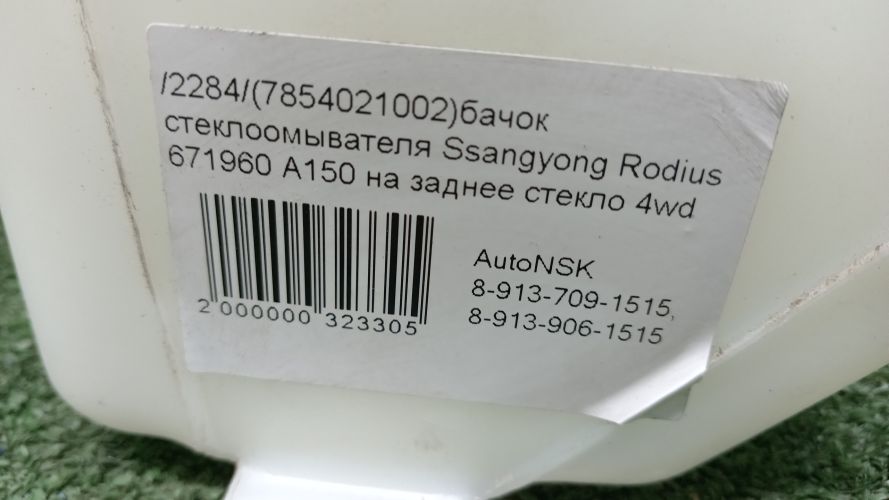 /2284/(7854021002)бачок
стеклоомывателя Ssangyong Rodius
671960 A150 на заднее стекло 4wd
AutoNSK
8-913-709-1515,
8-913-906-1515
2 000000 323305